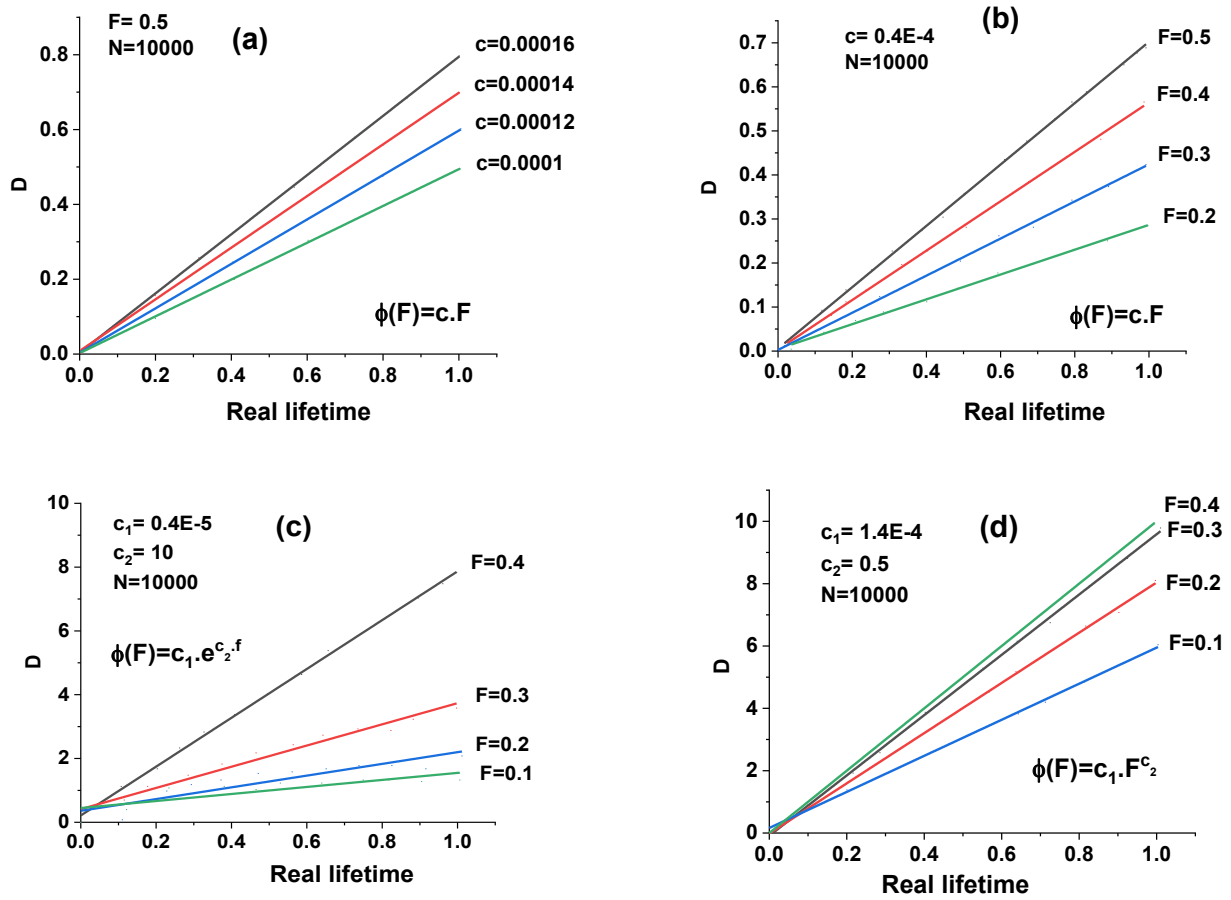 F= 0.5
N=10000
(a)
c=0.00016
c=0.00014
c=0.00012
c=0.0001
ϕ(F)=c.F
D
0.8
0.6
0.4
0.2
0.0
0.0 0.2 0.4 0.6 0.8 1.0
Real lifetime
c= 0.4E-4
N=10000
(b)
F=0.5
F=0.4
F=0.3
F=0.2
ϕ(F)=c.F
D
0.7
0.6
0.5
0.4
0.3
0.2
0.1
0.0
0.0 0.2 0.4 0.6 0.8 1.0
Real lifetime
c₁= 0.4E-5
c₂= 10
N=10000
(c)
ϕ(F)=c₁.e^c₂.f
F=0.4
F=0.3
F=0.2
F=0.1
D
10
8
6
4
2
0
0.0 0.2 0.4 0.6 0.8 1.0
Real lifetime
c₁= 1.4E-4
c₂= 0.5
N=10000
(d)
F=0.4
F=0.3
F=0.2
F=0.1
ϕ(F)=c₁.F^c₂
D
10
8
6
4
2
0
0.0 0.2 0.4 0.6 0.8 1.0
Real lifetime